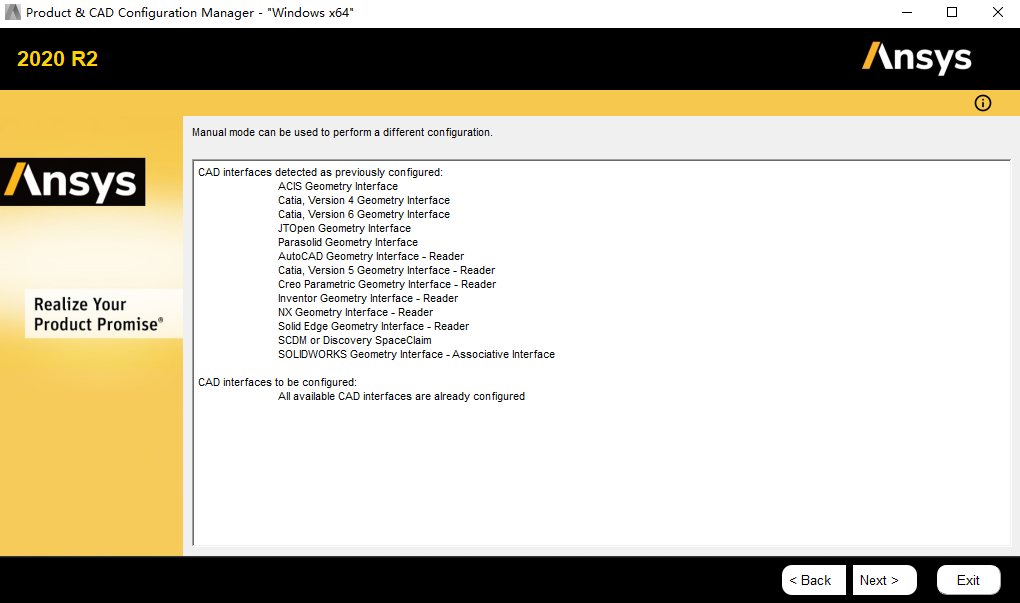 Product & CAD Configuration Manager - "Windows x64"
2020 R2
Ansys
Manual mode can be used to perform a different configuration.
Ansys
Realize Your
Product Promise®
CAD interfaces detected as previously configured:
ACIS Geometry Interface
Catia, Version 4 Geometry Interface
Catia, Version 6 Geometry Interface
JTOpen Geometry Interface
Parasolid Geometry Interface
AutoCAD Geometry Interface - Reader
Catia, Version 5 Geometry Interface - Reader
Creo Parametric Geometry Interface - Reader
Inventor Geometry Interface - Reader
NX Geometry Interface - Reader
Solid Edge Geometry Interface - Reader
SCDM or Discovery SpaceClaim
SOLIDWORKS Geometry Interface - Associative Interface
CAD interfaces to be configured:
All available CAD interfaces are already configured
< Back
Next >
Exit